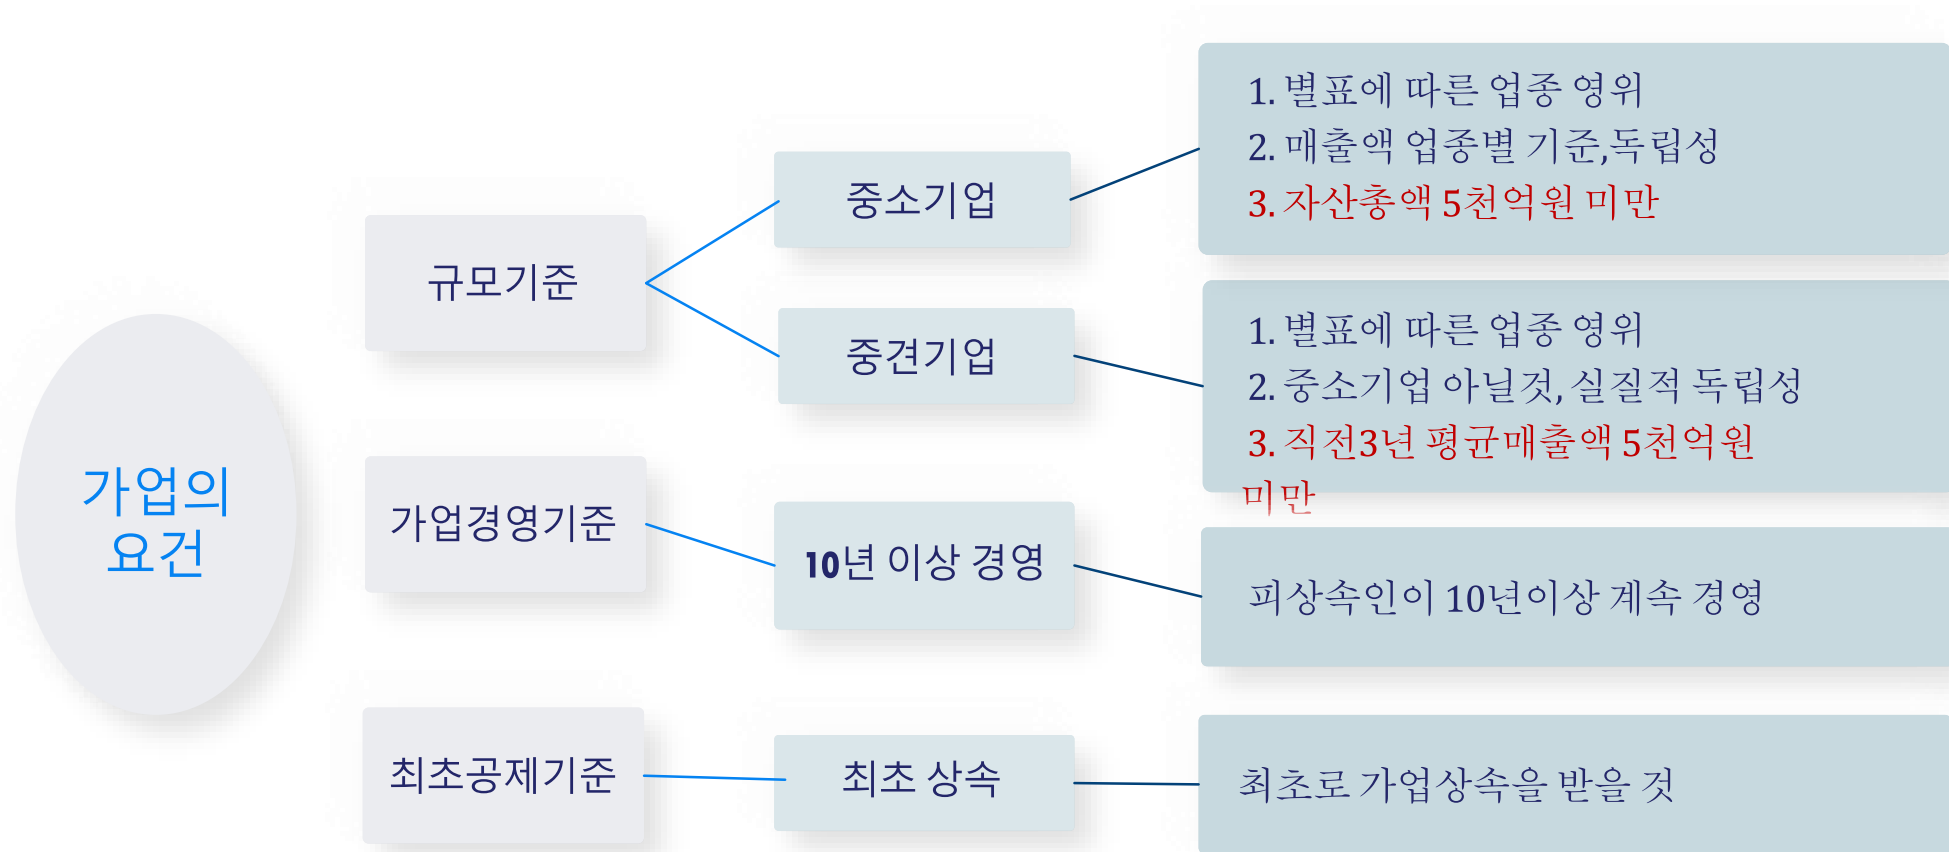 가업의
요건
규모기준
중소기업
1. 별표에 따른 업종 영위
2. 매출액 업종별 기준,독립성
3. 자산총액 5천억원 미만
중견기업
1. 별표에 따른 업종 영위
2. 중소기업 아닐것, 실질적 독립성
3. 직전3년 평균매출액 5천억원
미만
가업경영기준
10년 이상 경영
피상속인이 10년이상 계속 경영
최초공제기준
최초 상속
최초로 가업상속을 받을 것